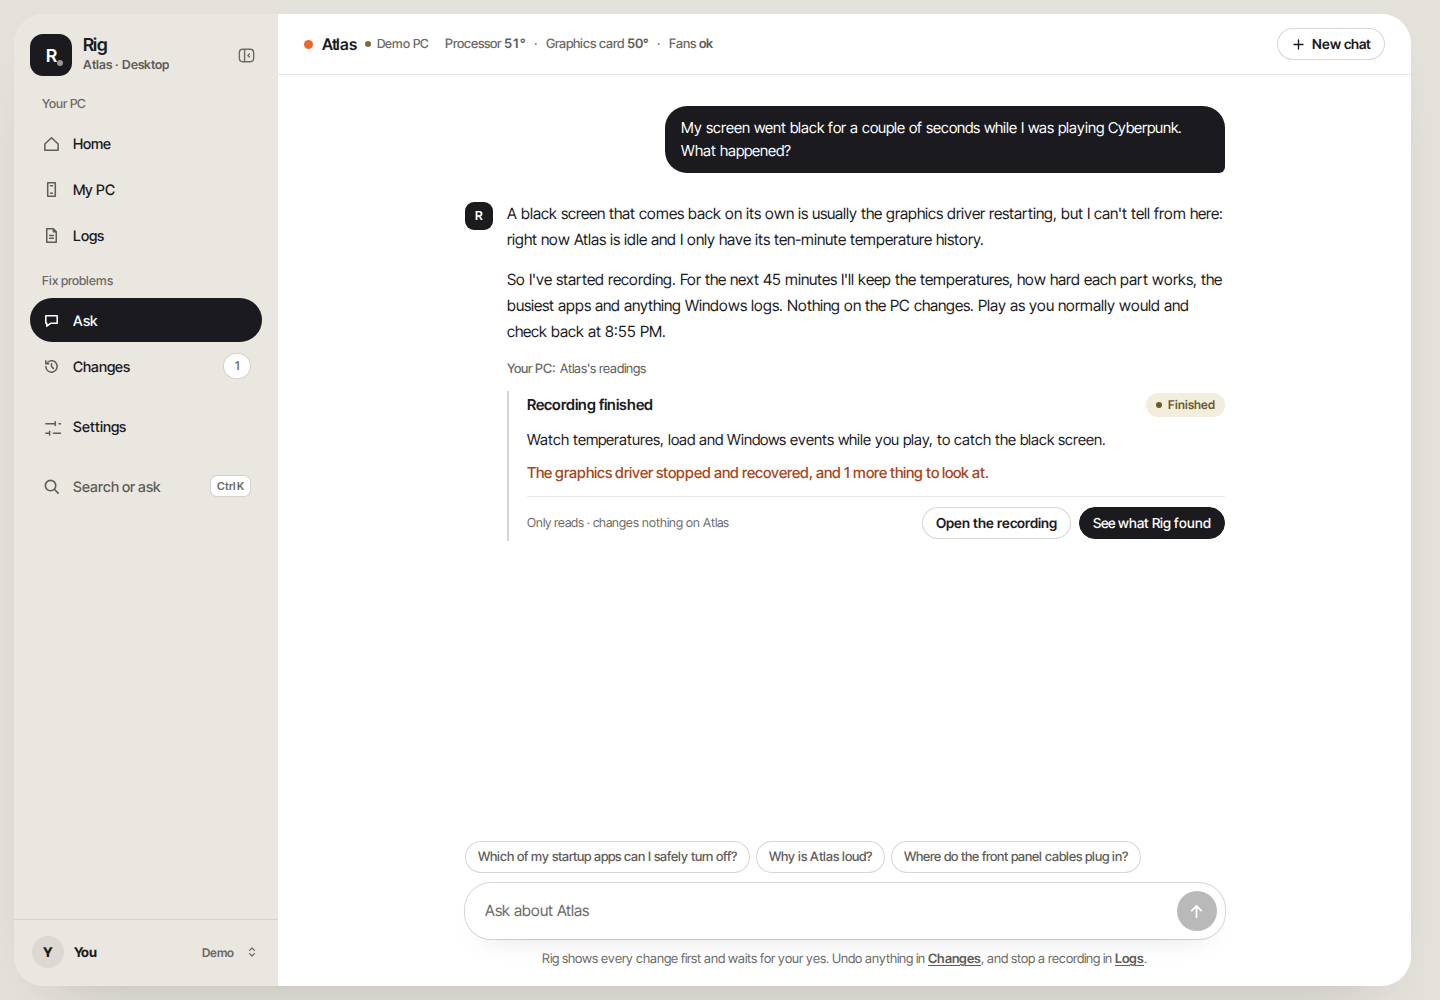 R
Rig
Atlas · Desktop
Your PC
Home
My PC
Logs
Fix problems
Ask
Changes
1
Settings
Search or ask
Ctrl K
Y
You
Demo
Atlas
Demo PC
Processor 51° · Graphics card 50° · Fans ok
New chat
My screen went black for a couple of seconds while I was playing Cyberpunk.
What happened?
R
A black screen that comes back on its own is usually the graphics driver restarting, but I can't tell from here:
right now Atlas is idle and I only have its ten-minute temperature history.
So I've started recording. For the next 45 minutes I'll keep the temperatures, how hard each part works, the
busiest apps and anything Windows logs. Nothing on the PC changes. Play as you normally would and
check back at 8:55 PM.
Your PC: Atlas's readings
Recording finished
Finished
Watch temperatures, load and Windows events while you play, to catch the black screen.
The graphics driver stopped and recovered, and 1 more thing to look at.
Only reads · changes nothing on Atlas
Open the recording
See what Rig found
Which of my startup apps can I safely turn off?
Why is Atlas loud?
Where do the front panel cables plug in?
Ask about Atlas
Rig shows every change first and waits for your yes. Undo anything in Changes, and stop a recording in Logs.